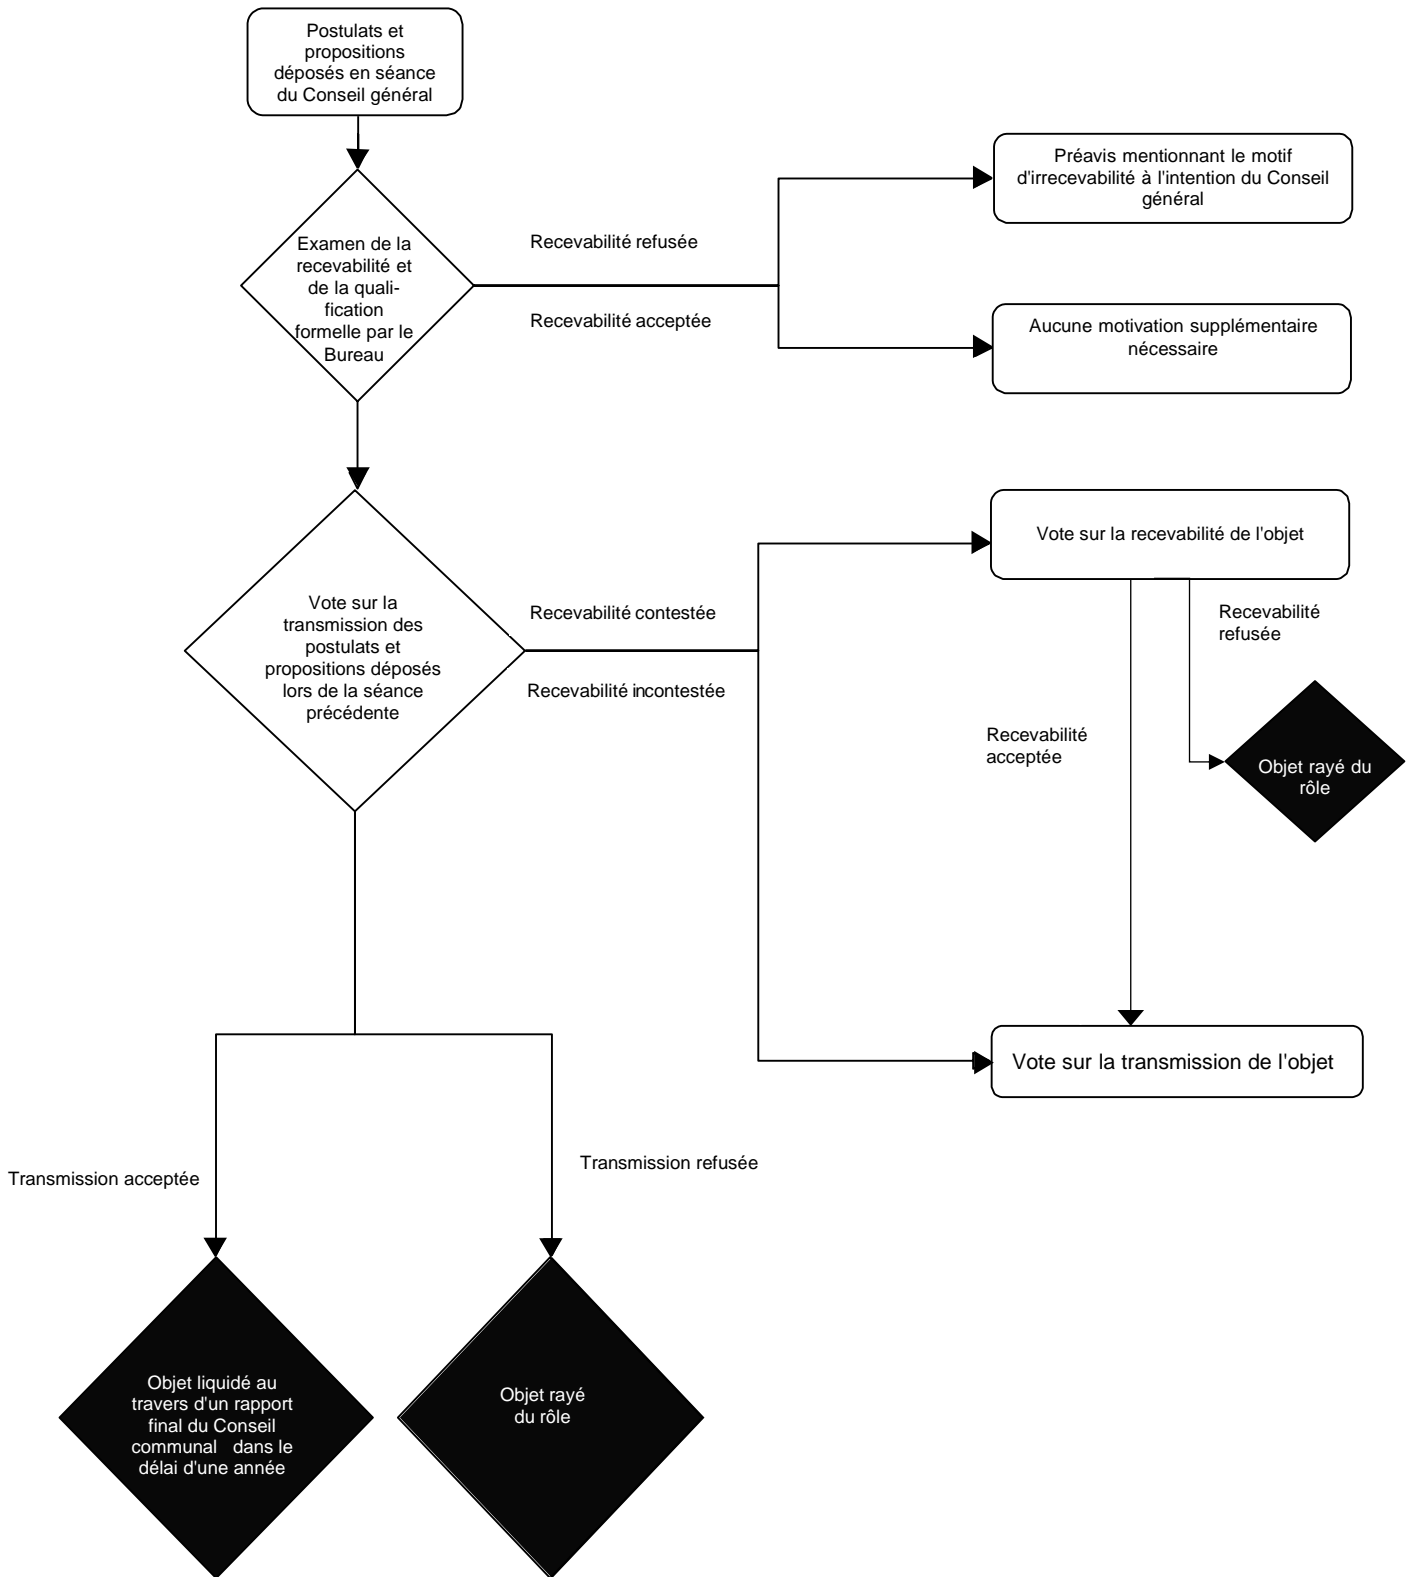 Postulats et
propositions
déposés en séance
du Conseil général
Préavis mentionnant le motif
d'irrecevabilité à l'intention du Conseil
général
Examen de la
recevabilité et
de la quali-
fication
formelle par le
Bureau
Recevabilité refusée
Recevabilité acceptée
Aucune motivation supplémentaire
nécessaire
Vote sur la
transmission des
postulats et
propositions déposés
lors de la séance
précédente
Recevabilité contestée
Recevabilité incontestée
Vote sur la recevabilité de l'objet
Recevabilité
refusée
Recevabilité
acceptée
Objet rayé du
rôle
Vote sur la transmission de l'objet
Transmission acceptée
Transmission refusée
Objet liquidé au
travers d'un rapport
final du Conseil
communal dans le
délai d'une année
Objet rayé
du rôle